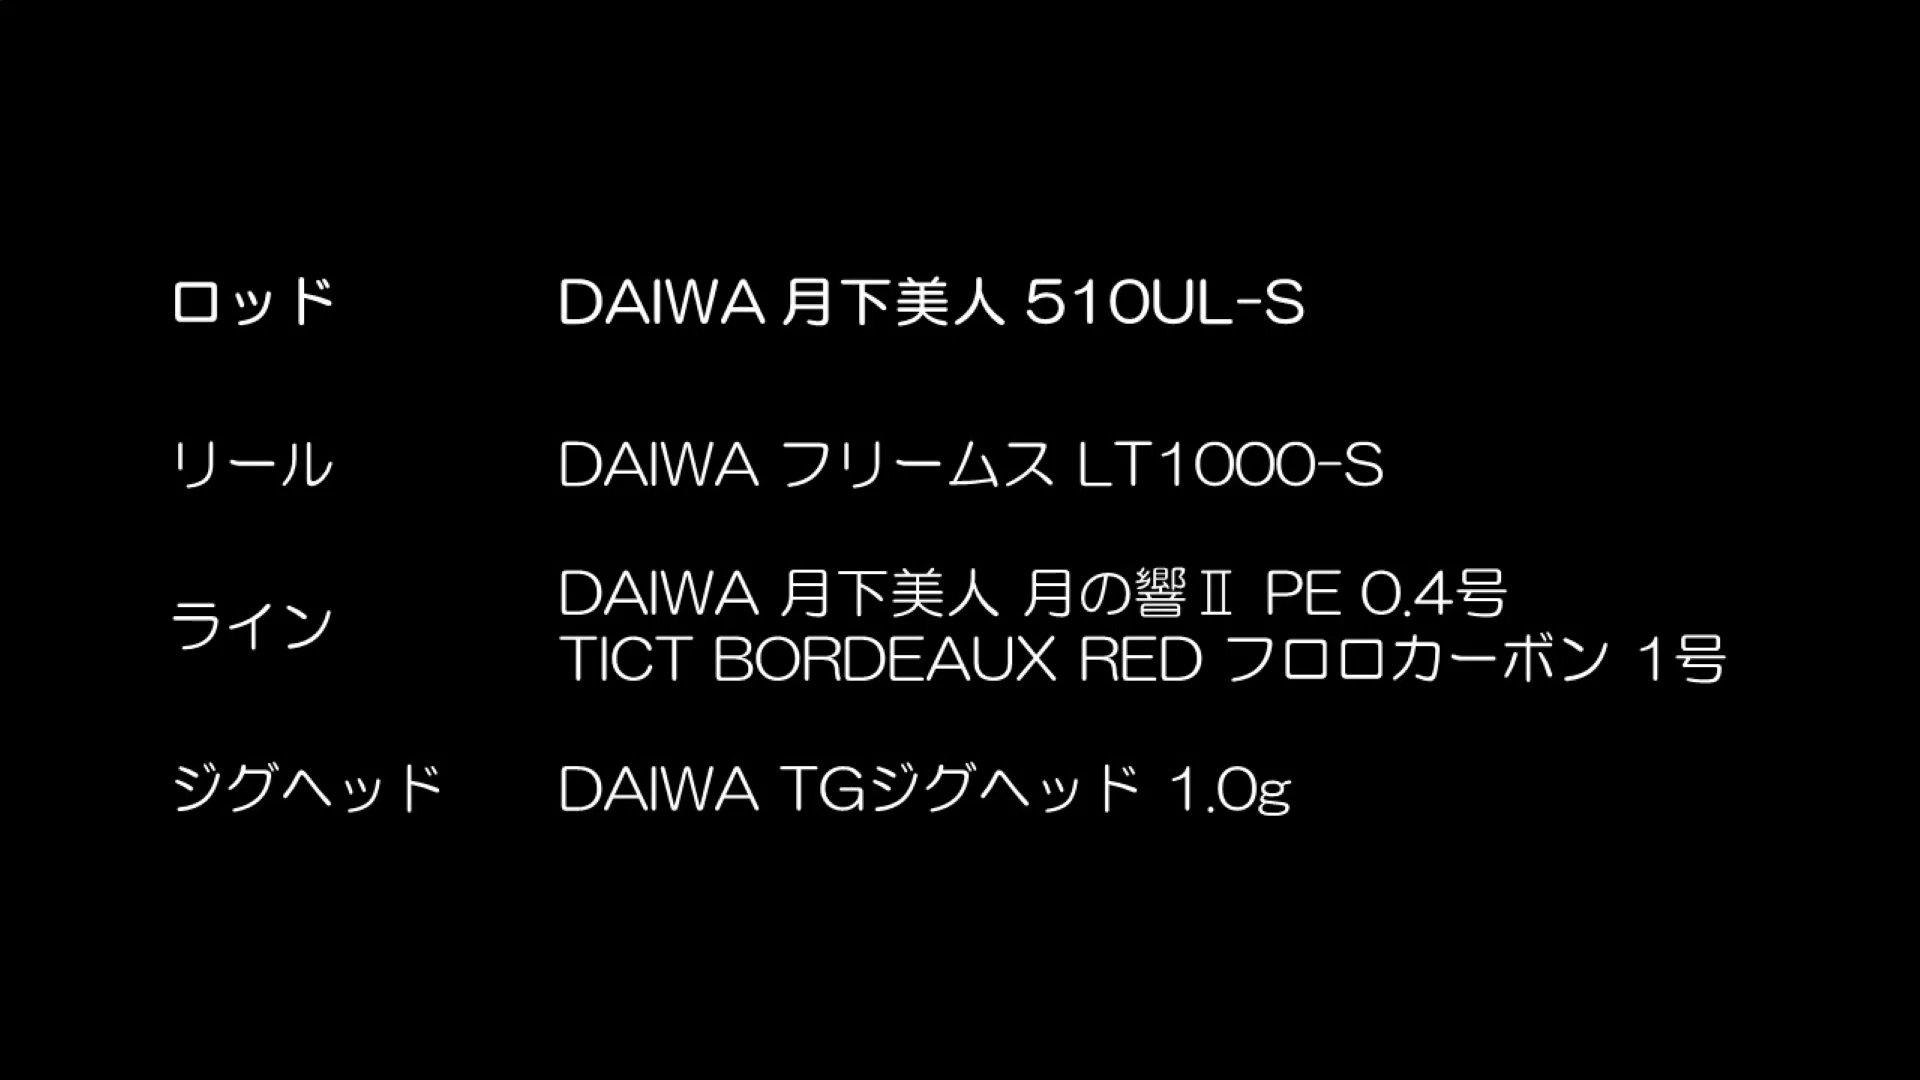 ロッド DAIWA 月下美人 510UL-S
リール DAIWA フリームス LT1000-S
ライン DAIWA 月下美人 月の響Ⅱ PE 0.4号
TICT BORDEAUX RED フロロカーボン 1号
ジグヘッド DAIWA TGジグヘッド 1.0g